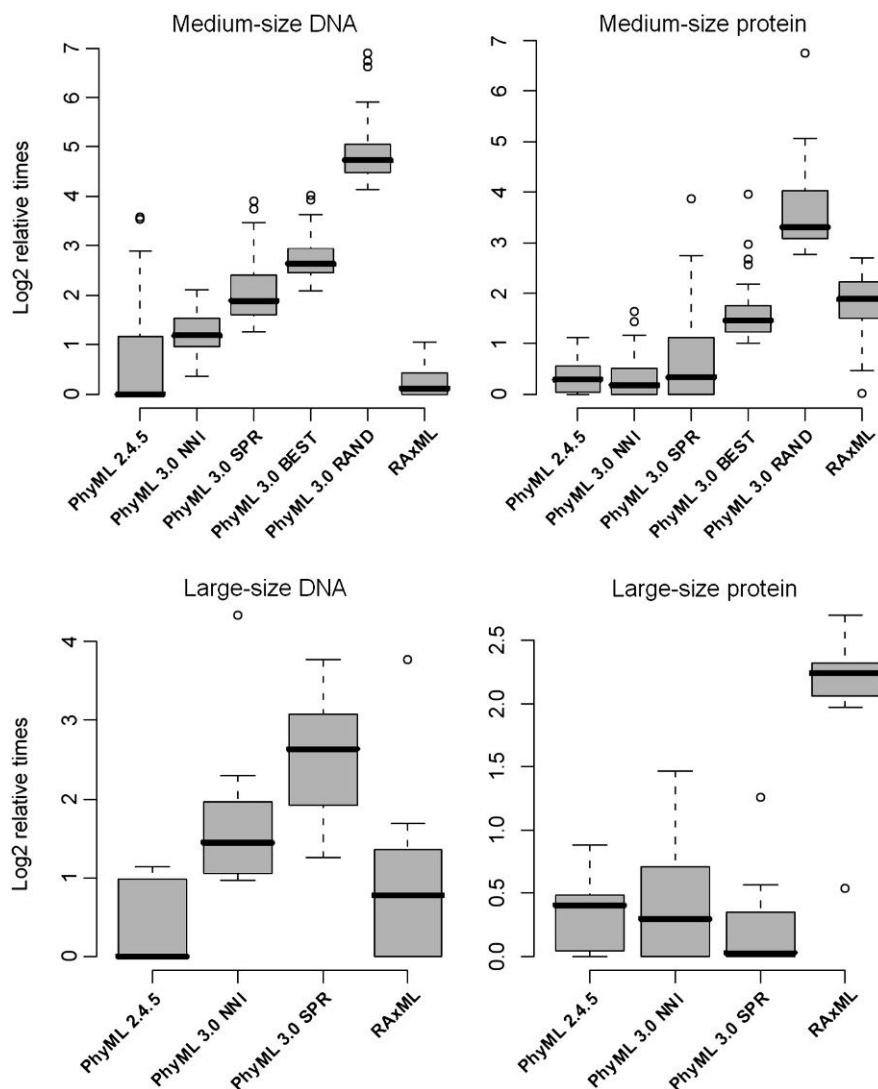 Medium-size DNA
Log2 relative times
7
6
5
4
3
2
1
0
PhyML 2.4.5
PhyML 3.0 NNI
PhyML 3.0 SPR
PhyML 3.0 BEST
PhyML 3.0 RAND
RAxML
Medium-size protein
7
6
5
4
3
2
1
0
PhyML 2.4.5
PhyML 3.0 NNI
PhyML 3.0 SPR
PhyML 3.0 BEST
PhyML 3.0 RAND
RAxML
Large-size DNA
Log2 relative times
4
3
2
1
0
PhyML 2.4.5
PhyML 3.0 NNI
PhyML 3.0 SPR
RAxML
Large-size protein
2.5
2.0
1.5
1.0
0.5
0.0
PhyML 2.4.5
PhyML 3.0 NNI
PhyML 3.0 SPR
RAxML